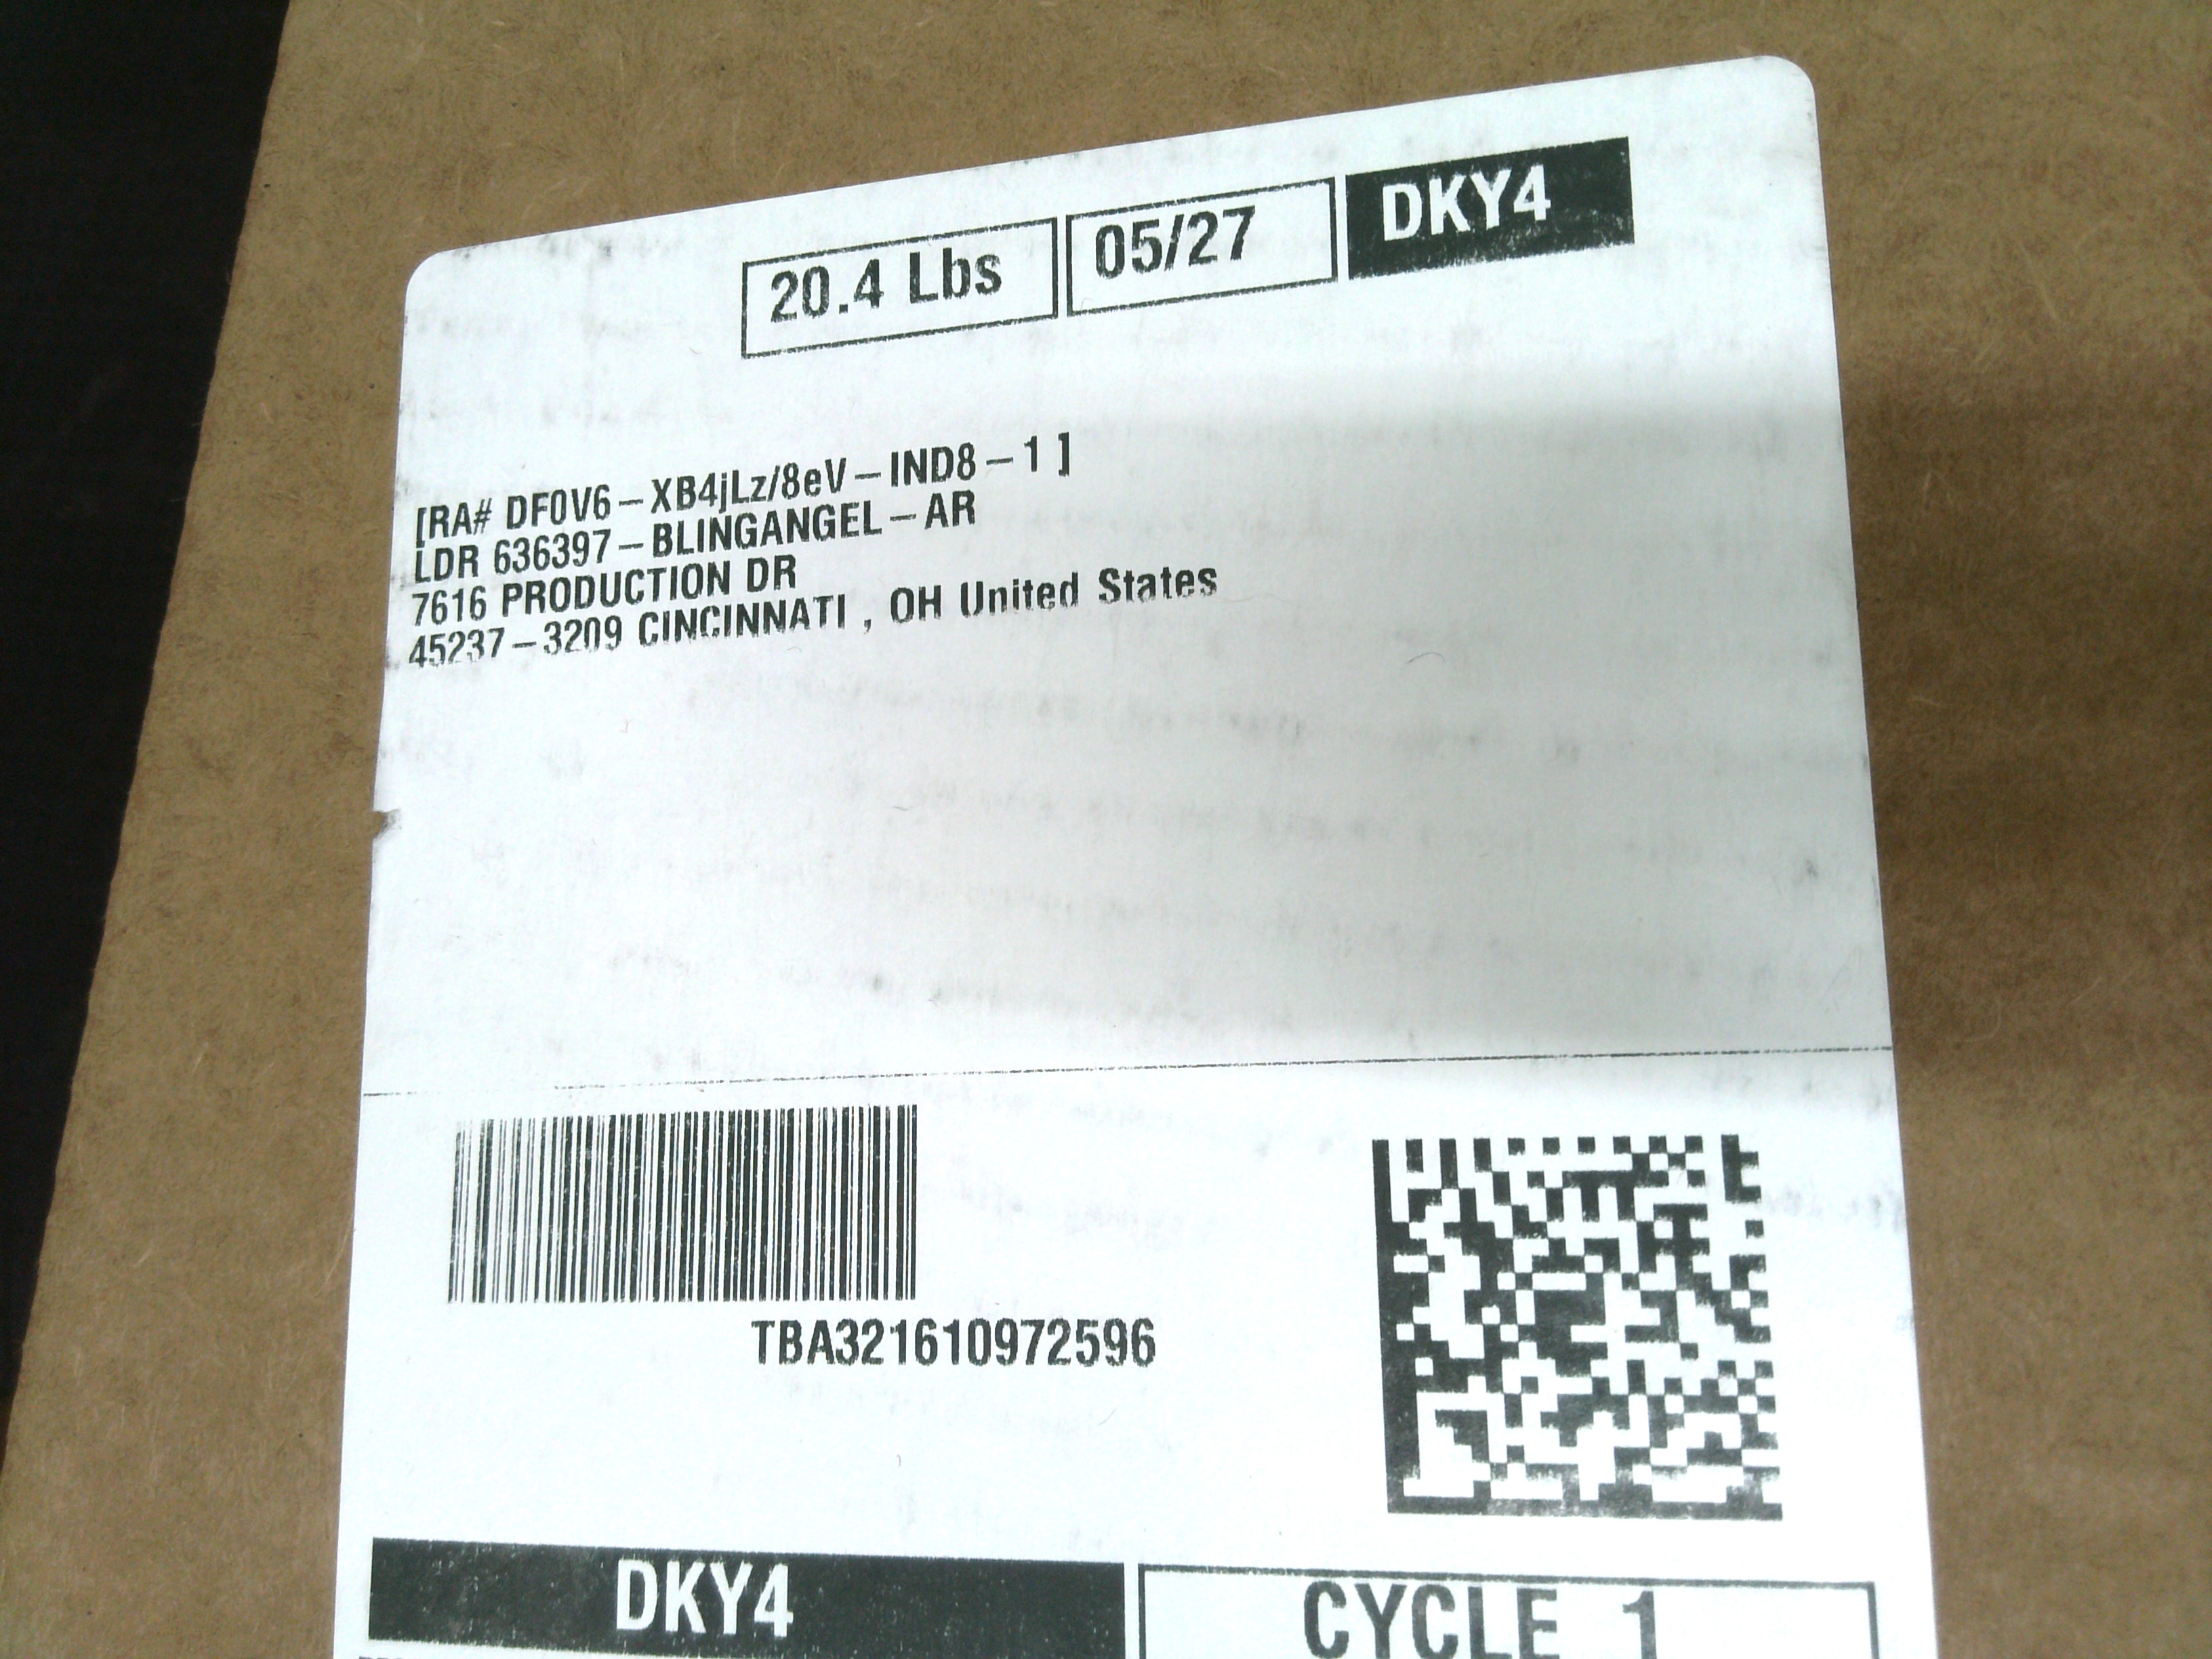 20.4 Lbs 05/27 DKY4
[RA# DF0V6-XB4jLz/8eV-IND8-1 ]
LDR 636397-BLINGANGEL-AR
7616 PRODUCTION DR
45237-3209 CINCINNATI , OH United States
TBA321610972596
DKY4 CYCLE 1